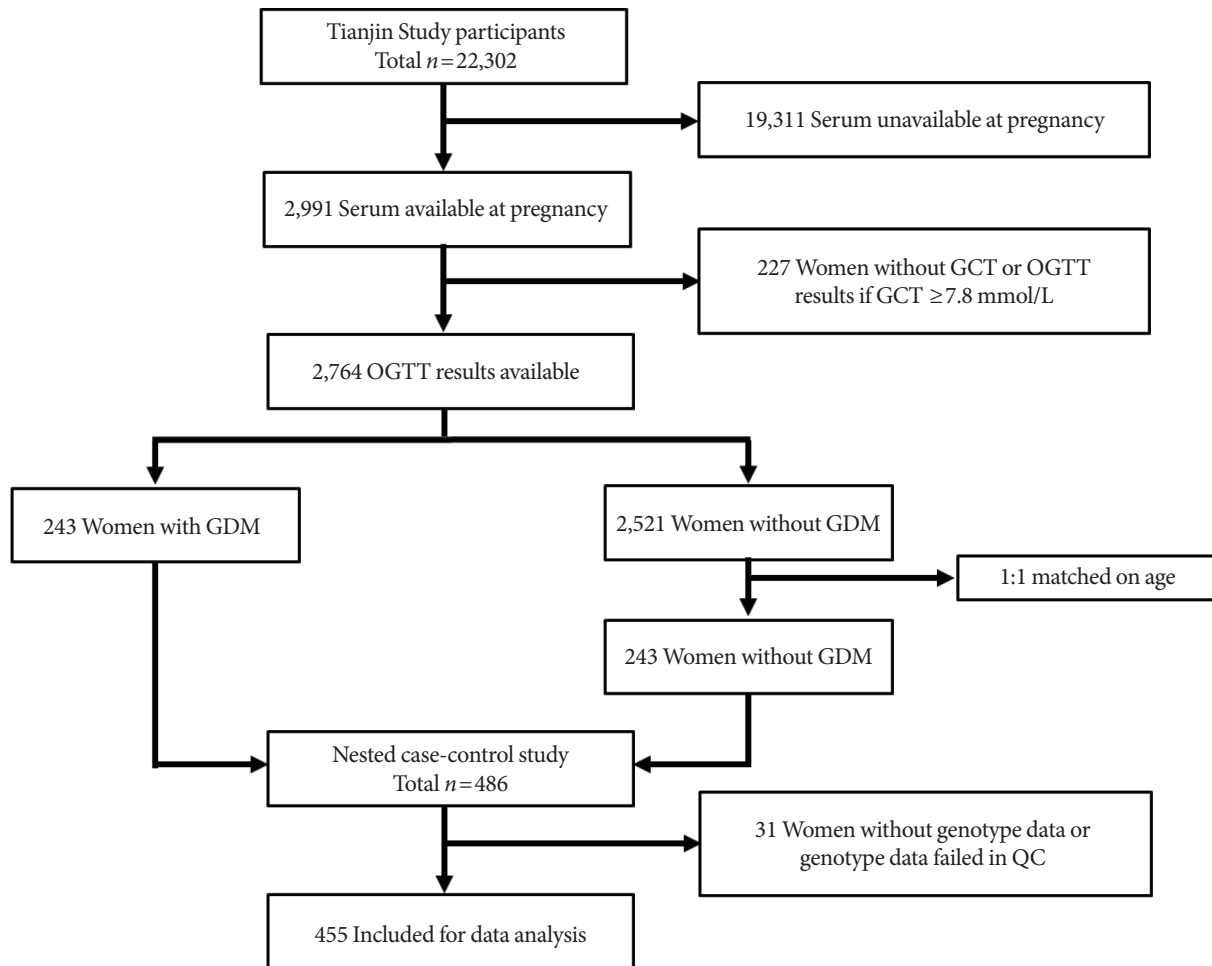 Tianjin Study participants
Total n=22,302
19,311 Serum unavailable at pregnancy
2,991 Serum available at pregnancy
227 Women without GCT or OGTT
results if GCT ≥7.8 mmol/L
2,764 OGTT results available
243 Women with GDM
2,521 Women without GDM
1:1 matched on age
243 Women without GDM
Nested case-control study
Total n=486
31 Women without genotype data or
genotype data failed in QC
455 Included for data analysis